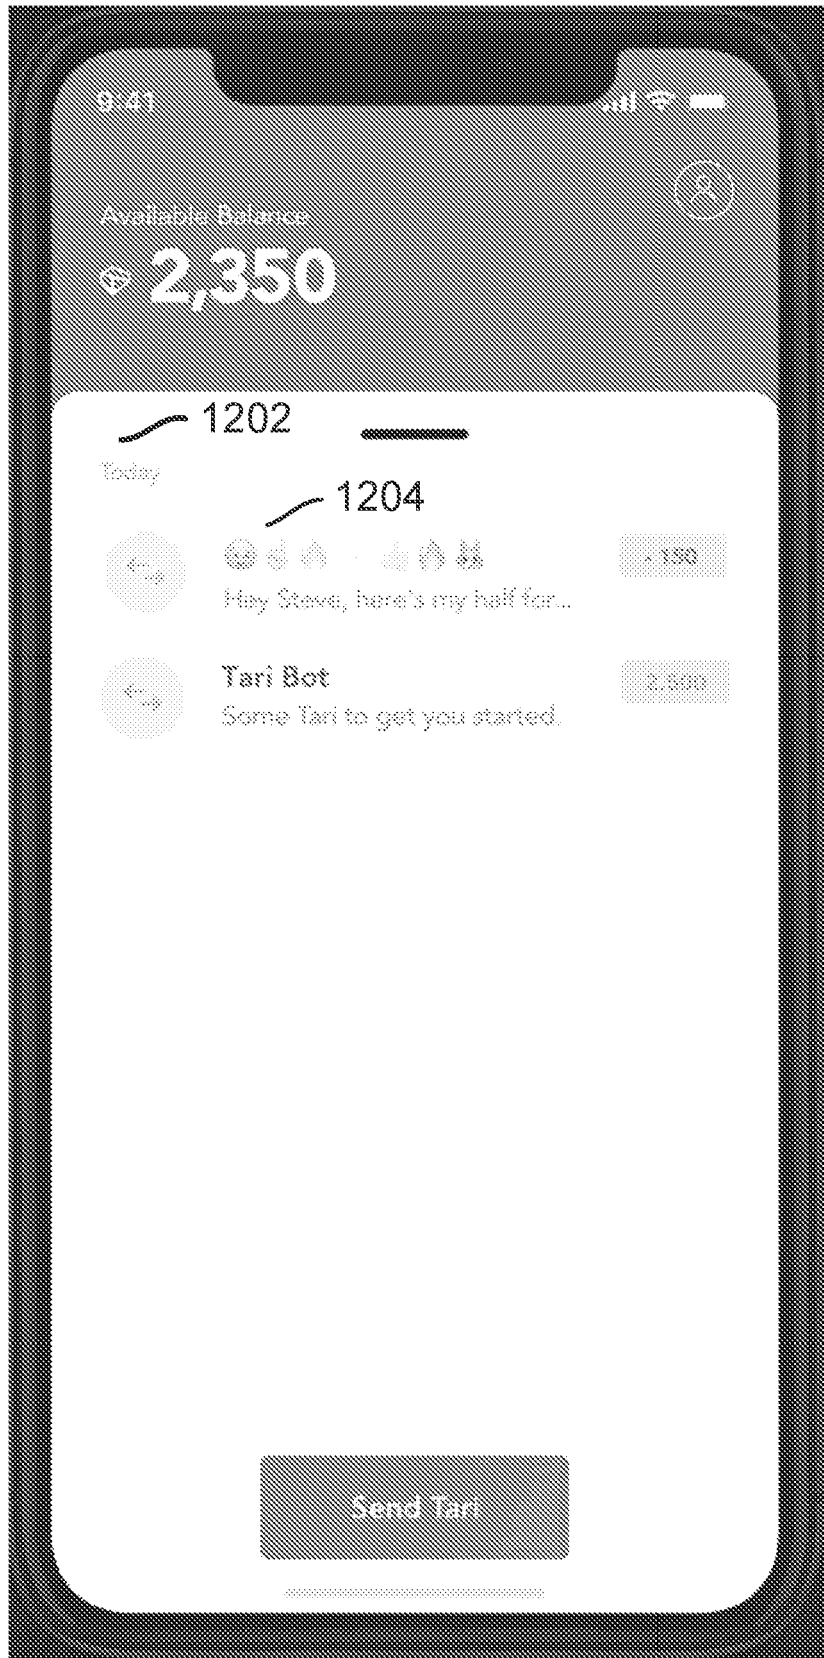 9:41
Available Balance
2,350
1202
Today
1204
- 150
Hey Steve, here's my half for...
Tari Bot
2,500
Some Tari to get you started.
Send Tari